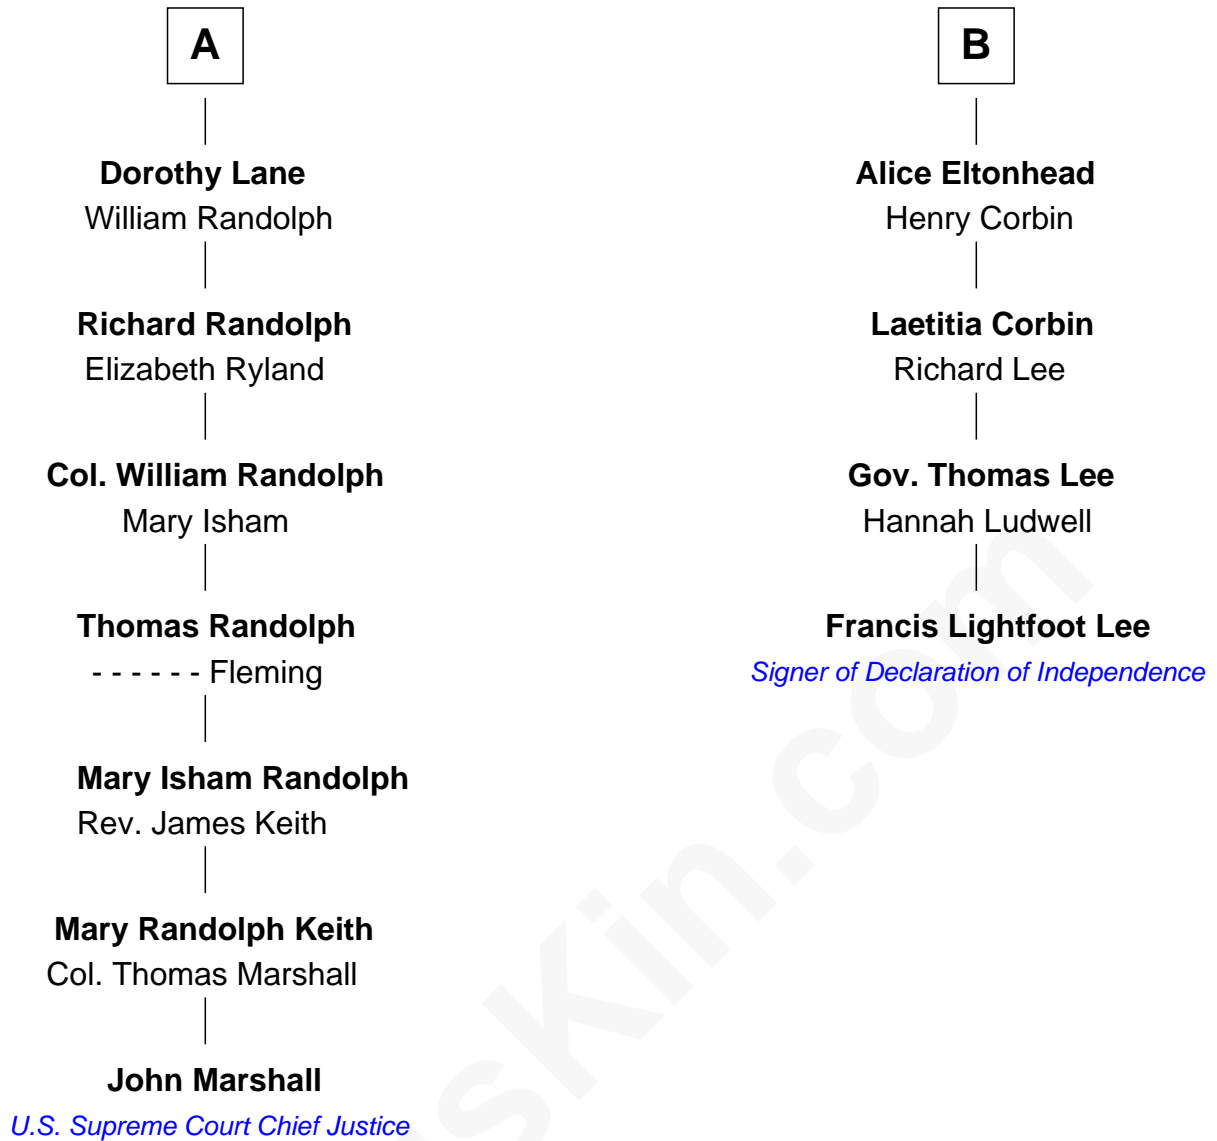 A
Dorothy Lane
William Randolph
Richard Randolph
Elizabeth Ryland
Col. William Randolph
Mary Isham
Thomas Randolph
- - - - - - Fleming
Mary Isham Randolph
Rev. James Keith
Mary Randolph Keith
Col. Thomas Marshall
John Marshall
U.S. Supreme Court Chief Justice
B
Alice Eltonhead
Henry Corbin
Laetitia Corbin
Richard Lee
Gov. Thomas Lee
Hannah Ludwell
Francis Lightfoot Lee
Signer of Declaration of Independence
sKin.com